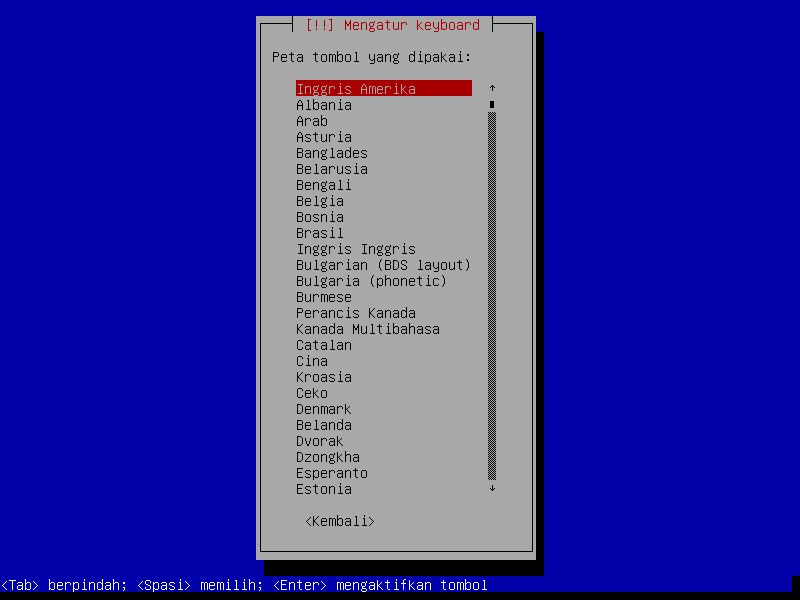 [!!] Mengatur keyboard
Peta tombol yang dipakai:
Inggris Amerika
Albania
Arab
Asturia
Banglades
Belarusia
Bengali
Belgia
Bosnia
Brasil
Inggris Inggris
Bulgarian (BDS layout)
Bulgaria (phonetic)
Burmese
Perancis Kanada
Kanada Multibahasa
Catalan
Cina
Kroasia
Ceko
Denmark
Belanda
Dvorak
Dzongkha
Esperanto
Estonia
<Kembali>
<Tab> berpindah; <Spasi> memilih; <Enter> mengaktifkan tombol